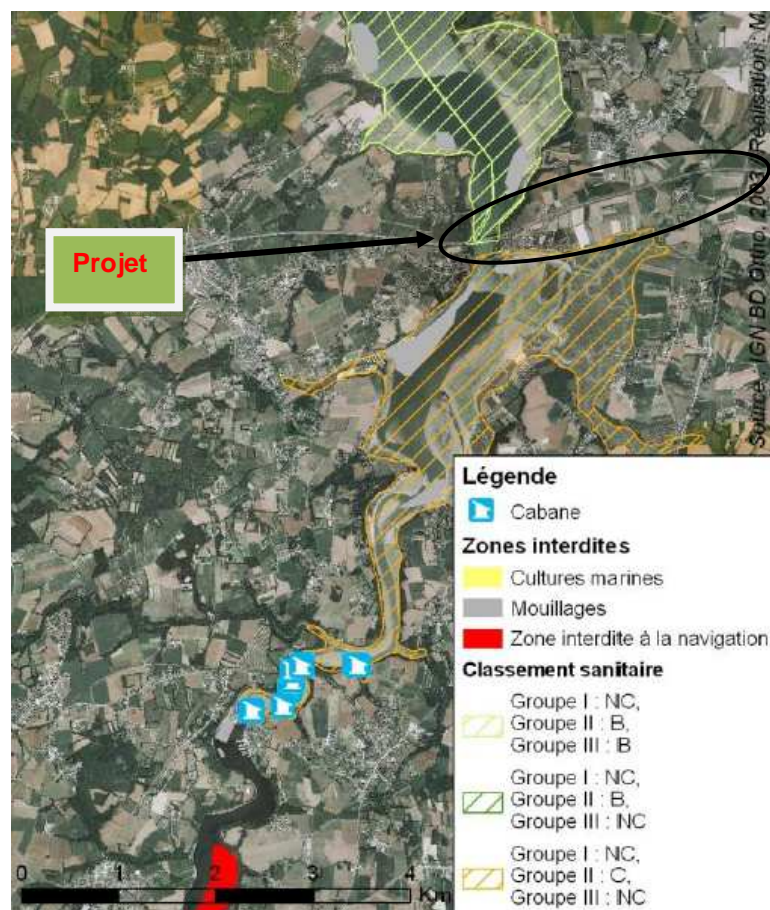 Source : IGN BD Ortho, 2003 / Réalisation : M
Projet
Légende
Cabane
Zones interdites
Cultures marines
Mouillages
Zone interdite à la navigation
Classement sanitaire
Groupe I : NC,
Groupe II : B,
Groupe III : B
Groupe I : NC,
Groupe II : B,
Groupe III : NC
Groupe I : NC,
Groupe II : C,
Groupe III : NC
0 1 2 3 4
Km